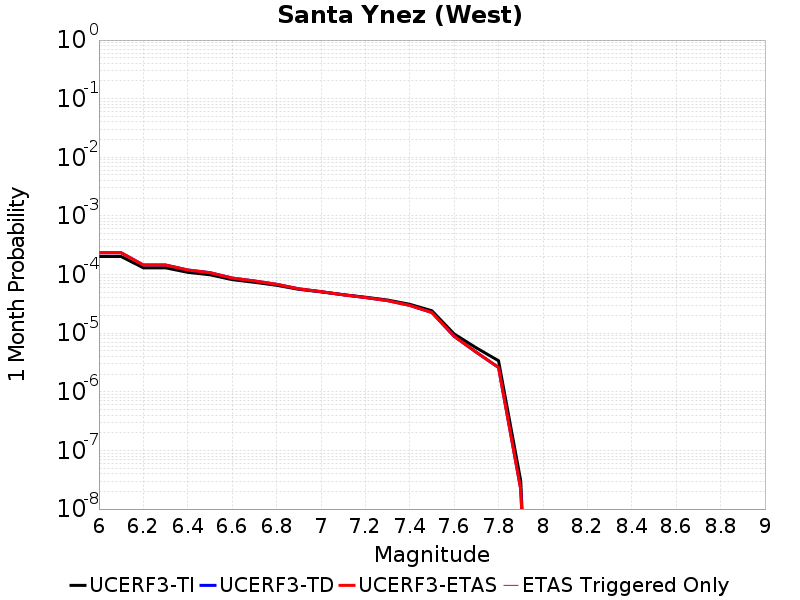 Santa Ynez (West)
1 Month Probability
10^0
10^-1
10^-2
10^-3
10^-4
10^-5
10^-6
10^-7
10^-8
6 6.2 6.4 6.6 6.8 7 7.2 7.4 7.6 7.8 8 8.2 8.4 8.6 8.8 9
Magnitude
UCERF3-TI UCERF3-TD UCERF3-ETAS ETAS Triggered Only